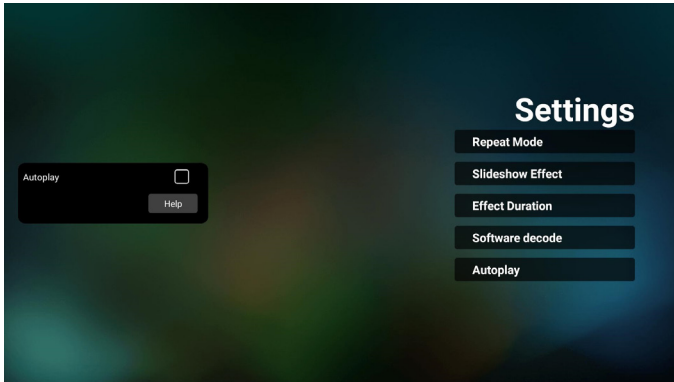 Settings
Repeat Mode
Slideshow Effect
Effect Duration
Software decode
Autoplay
Autoplay
Help